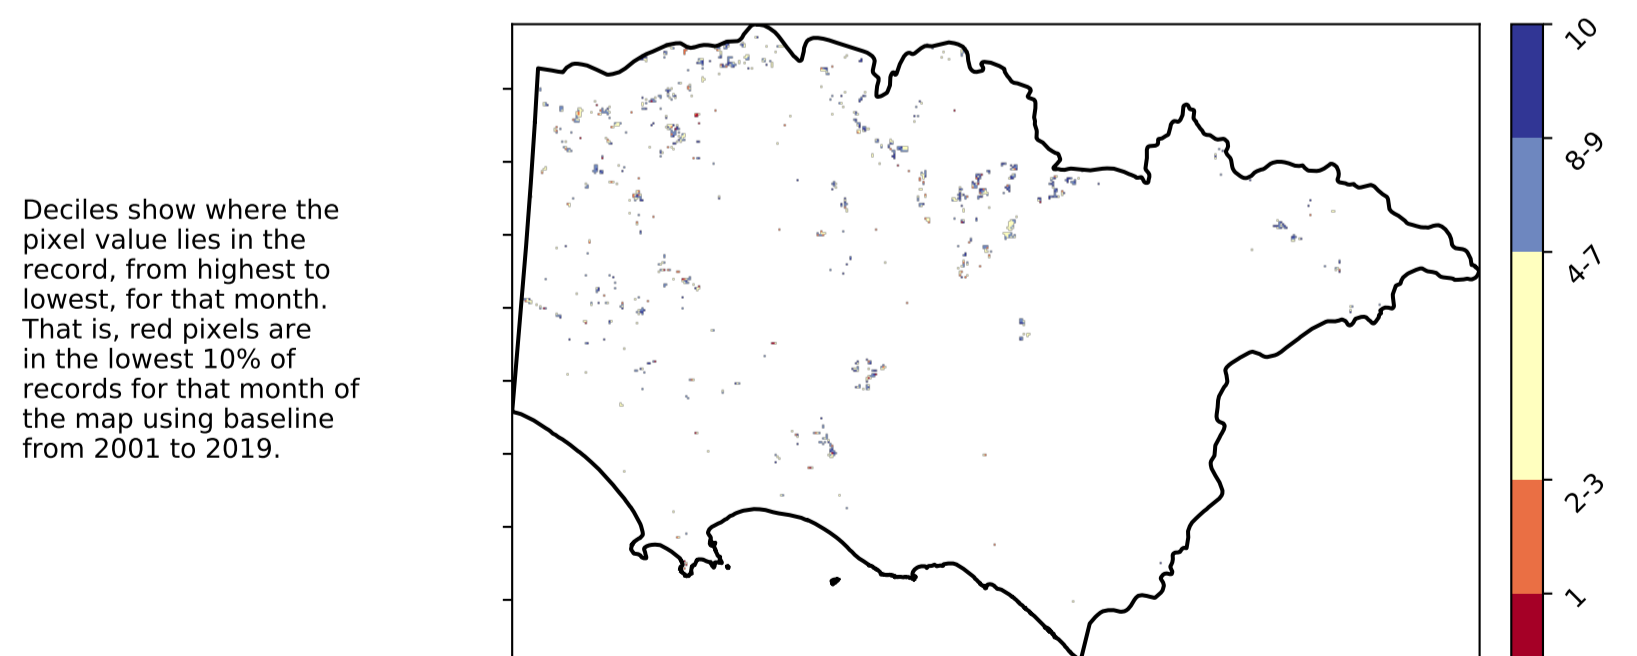 Deciles show where the
pixel value lies in the
record, from highest to
lowest, for that month.
That is, red pixels are
in the lowest 10% of
records for that month of
the map using baseline
from 2001 to 2019.
10
8-9
4-7
2-3
1